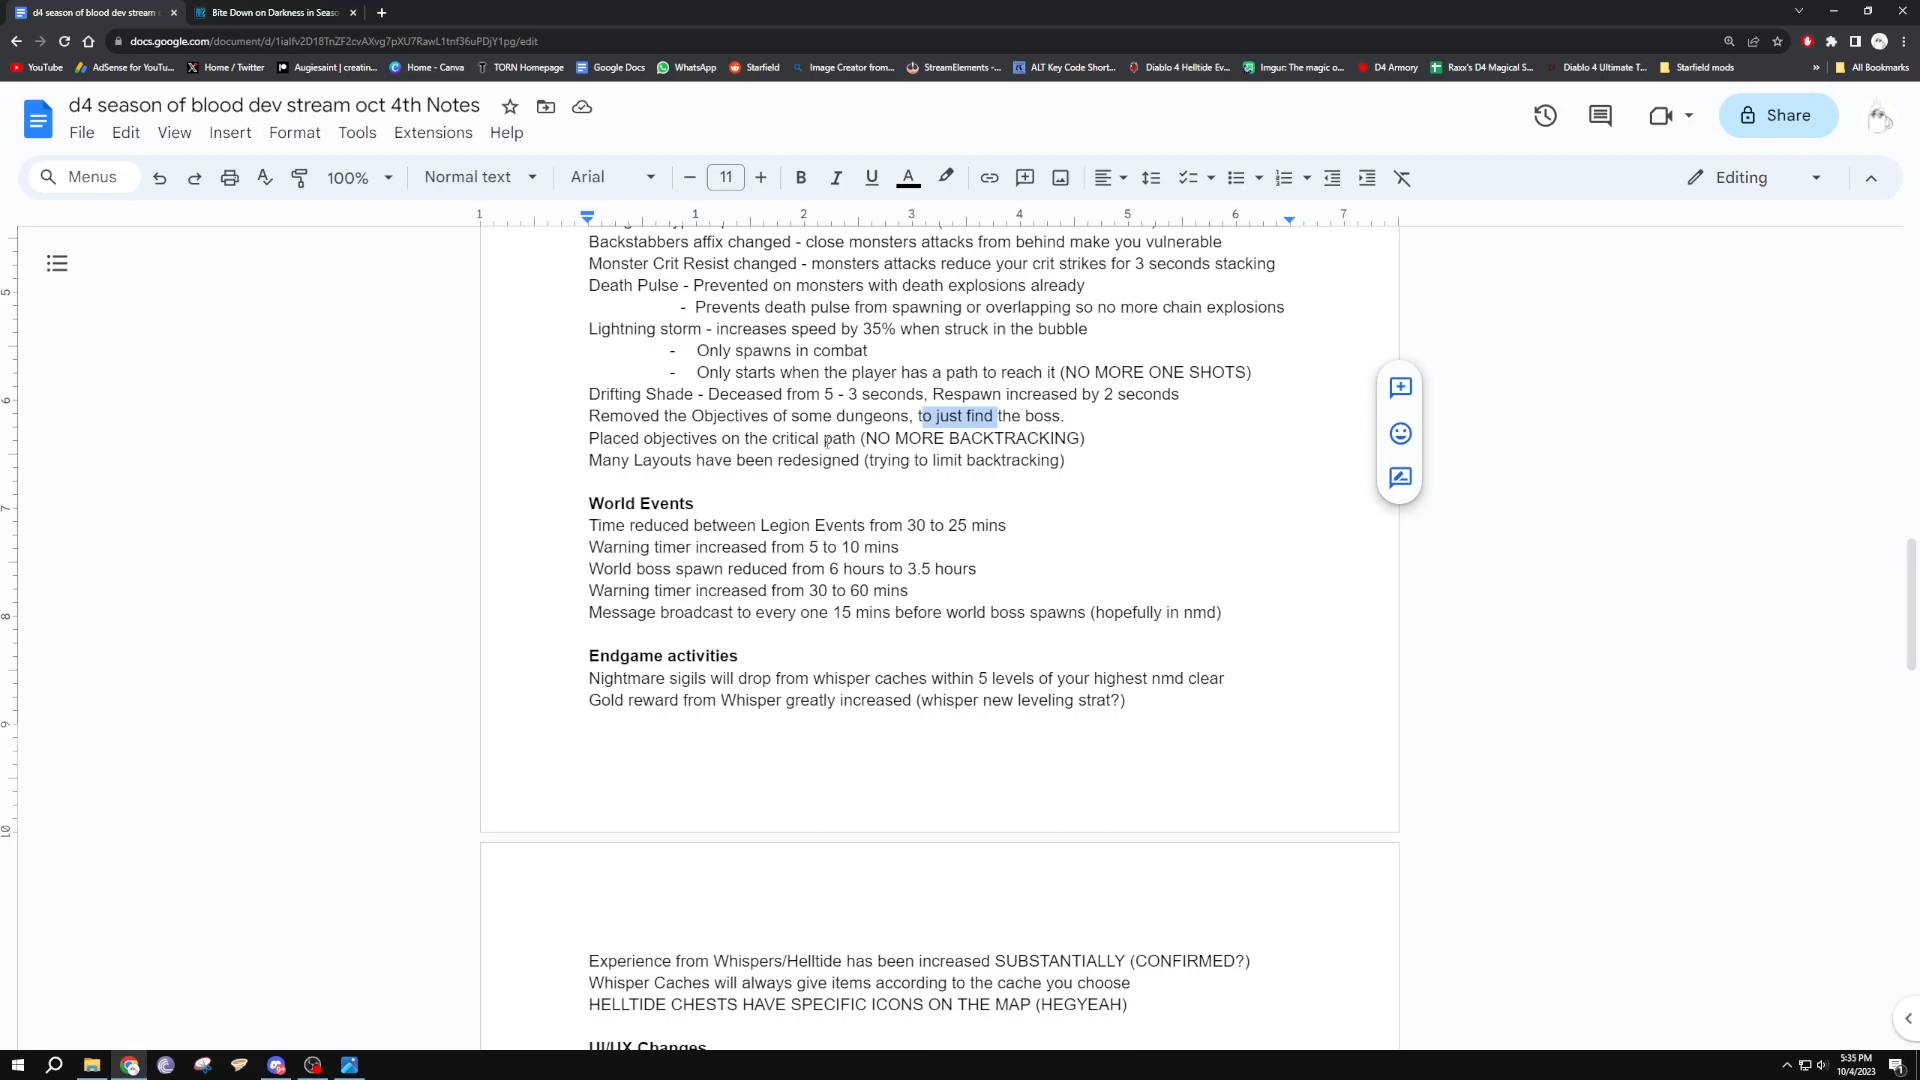 d4 season of blood dev stream
Bite Down on Darkness in Seaso
docs.google.com/document/d/1ialfv2D18TnZF2cvAXvg7pXU7RawL1tnf36uPDjY1pg/edit
YouTube
AdSense for YouTu...
Home / Twitter
Augiesaint | creatin...
Home - Canva
TORN Homepage
Google Docs
WhatsApp
Starfield
Image Creator from...
StreamElements -...
ALT Key Code Short...
Diablo 4 Helltide Ev...
Imgur: The magic o...
D4 Armory
Raxx's D4 Magical S...
Diablo 4 Ultimate T...
Starfield mods
»
All Bookmarks
d4 season of blood dev stream oct 4th Notes
File Edit View Insert Format Tools Extensions Help
Share
Menus
100%
Normal text
Arial
11
Editing
1 1 2 3 4 5 6 7
Backstabbers affix changed - close monsters attacks from behind make you vulnerable
Monster Crit Resist changed - monsters attacks reduce your crit strikes for 3 seconds stacking
Death Pulse - Prevented on monsters with death explosions already
- Prevents death pulse from spawning or overlapping so no more chain explosions
Lightning storm - increases speed by 35% when struck in the bubble
- Only spawns in combat
- Only starts when the player has a path to reach it (NO MORE ONE SHOTS)
Drifting Shade - Deceased from 5 - 3 seconds, Respawn increased by 2 seconds
Removed the Objectives of some dungeons, to just find the boss.
Placed objectives on the critical path (NO MORE BACKTRACKING)
Many Layouts have been redesigned (trying to limit backtracking)
World Events
Time reduced between Legion Events from 30 to 25 mins
Warning timer increased from 5 to 10 mins
World boss spawn reduced from 6 hours to 3.5 hours
Warning timer increased from 30 to 60 mins
Message broadcast to every one 15 mins before world boss spawns (hopefully in nmd)
Endgame activities
Nightmare sigils will drop from whisper caches within 5 levels of your highest nmd clear
Gold reward from Whisper greatly increased (whisper new leveling strat?)
Experience from Whispers/Helltide has been increased SUBSTANTIALLY (CONFIRMED?)
Whisper Caches will always give items according to the cache you choose
HELLTIDE CHESTS HAVE SPECIFIC ICONS ON THE MAP (HEGYEAH)
UI/UX Changes
5
6
7
8
9
10
5:35 PM
10/4/2023
1